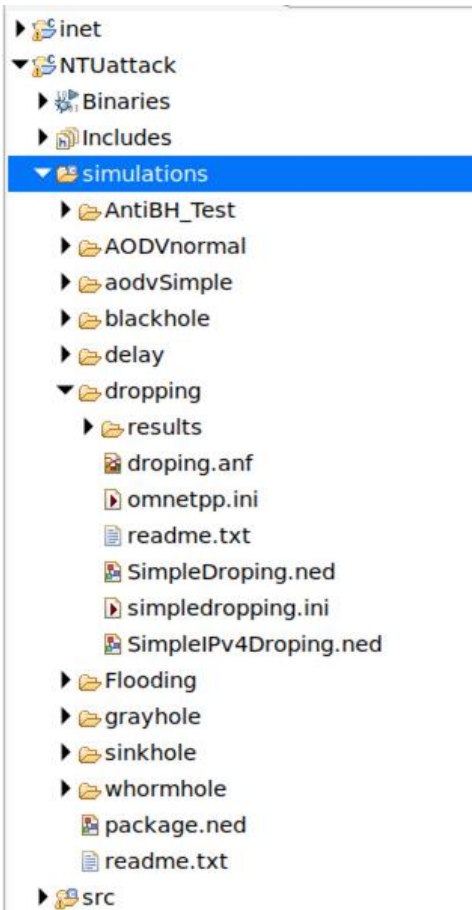 inet
NTUattack
Binaries
Includes
simulations
AntiBH_Test
AODVnormal
aodvSimple
blackhole
delay
dropping
results
droping.anf
omnetpp.ini
readme.txt
SimpleDroping.ned
simpledropping.ini
SimpleIPv4Droping.ned
Flooding
grayhole
sinkhole
whormhole
package.ned
readme.txt
src